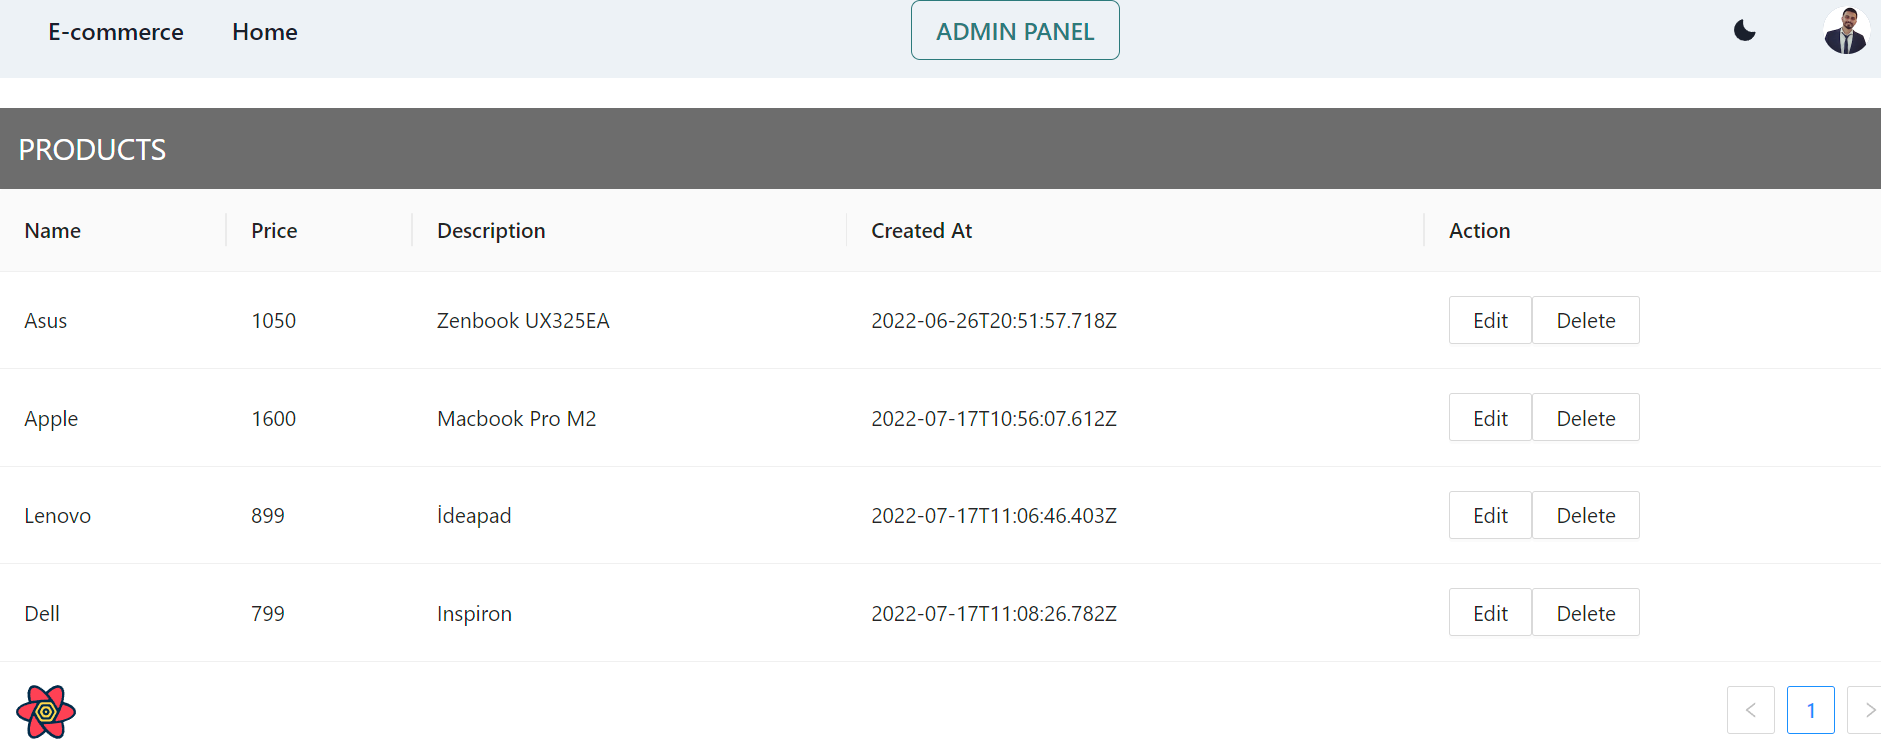 E-commerce Home ADMIN PANEL
PRODUCTS
Name Price Description Created At Action
Asus 1050 Zenbook UX325EA 2022-06-26T20:51:57.718Z Edit Delete
Apple 1600 Macbook Pro M2 2022-07-17T10:56:07.612Z Edit Delete
Lenovo 899 İdeapad 2022-07-17T11:06:46.403Z Edit Delete
Dell 799 Inspiron 2022-07-17T11:08:26.782Z Edit Delete
< 1 >